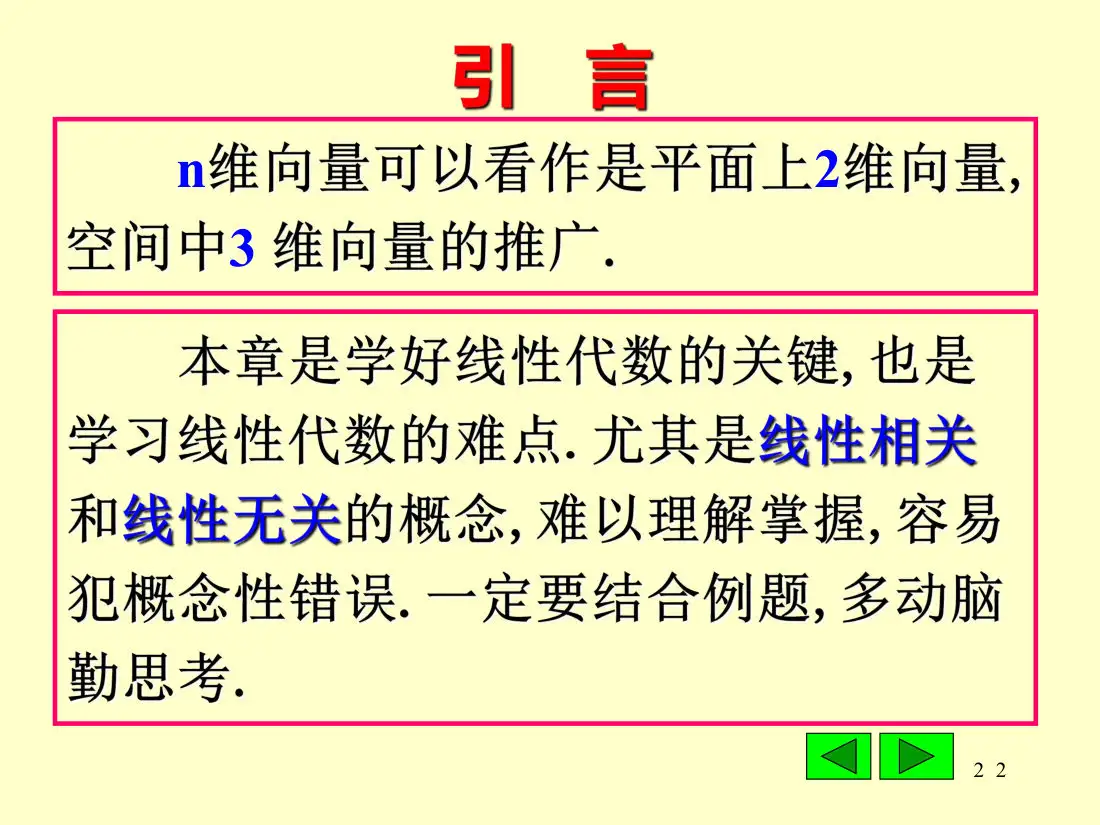 引 言
n维向量可以看作是平面上2维向量,
空间中3 维向量的推广.
本章是学好线性代数的关键, 也是
学习线性代数的难点. 尤其是线性相关
和线性无关的概念, 难以理解掌握, 容易
犯概念性错误. 一定要结合例题, 多动脑
勤思考.
2 2